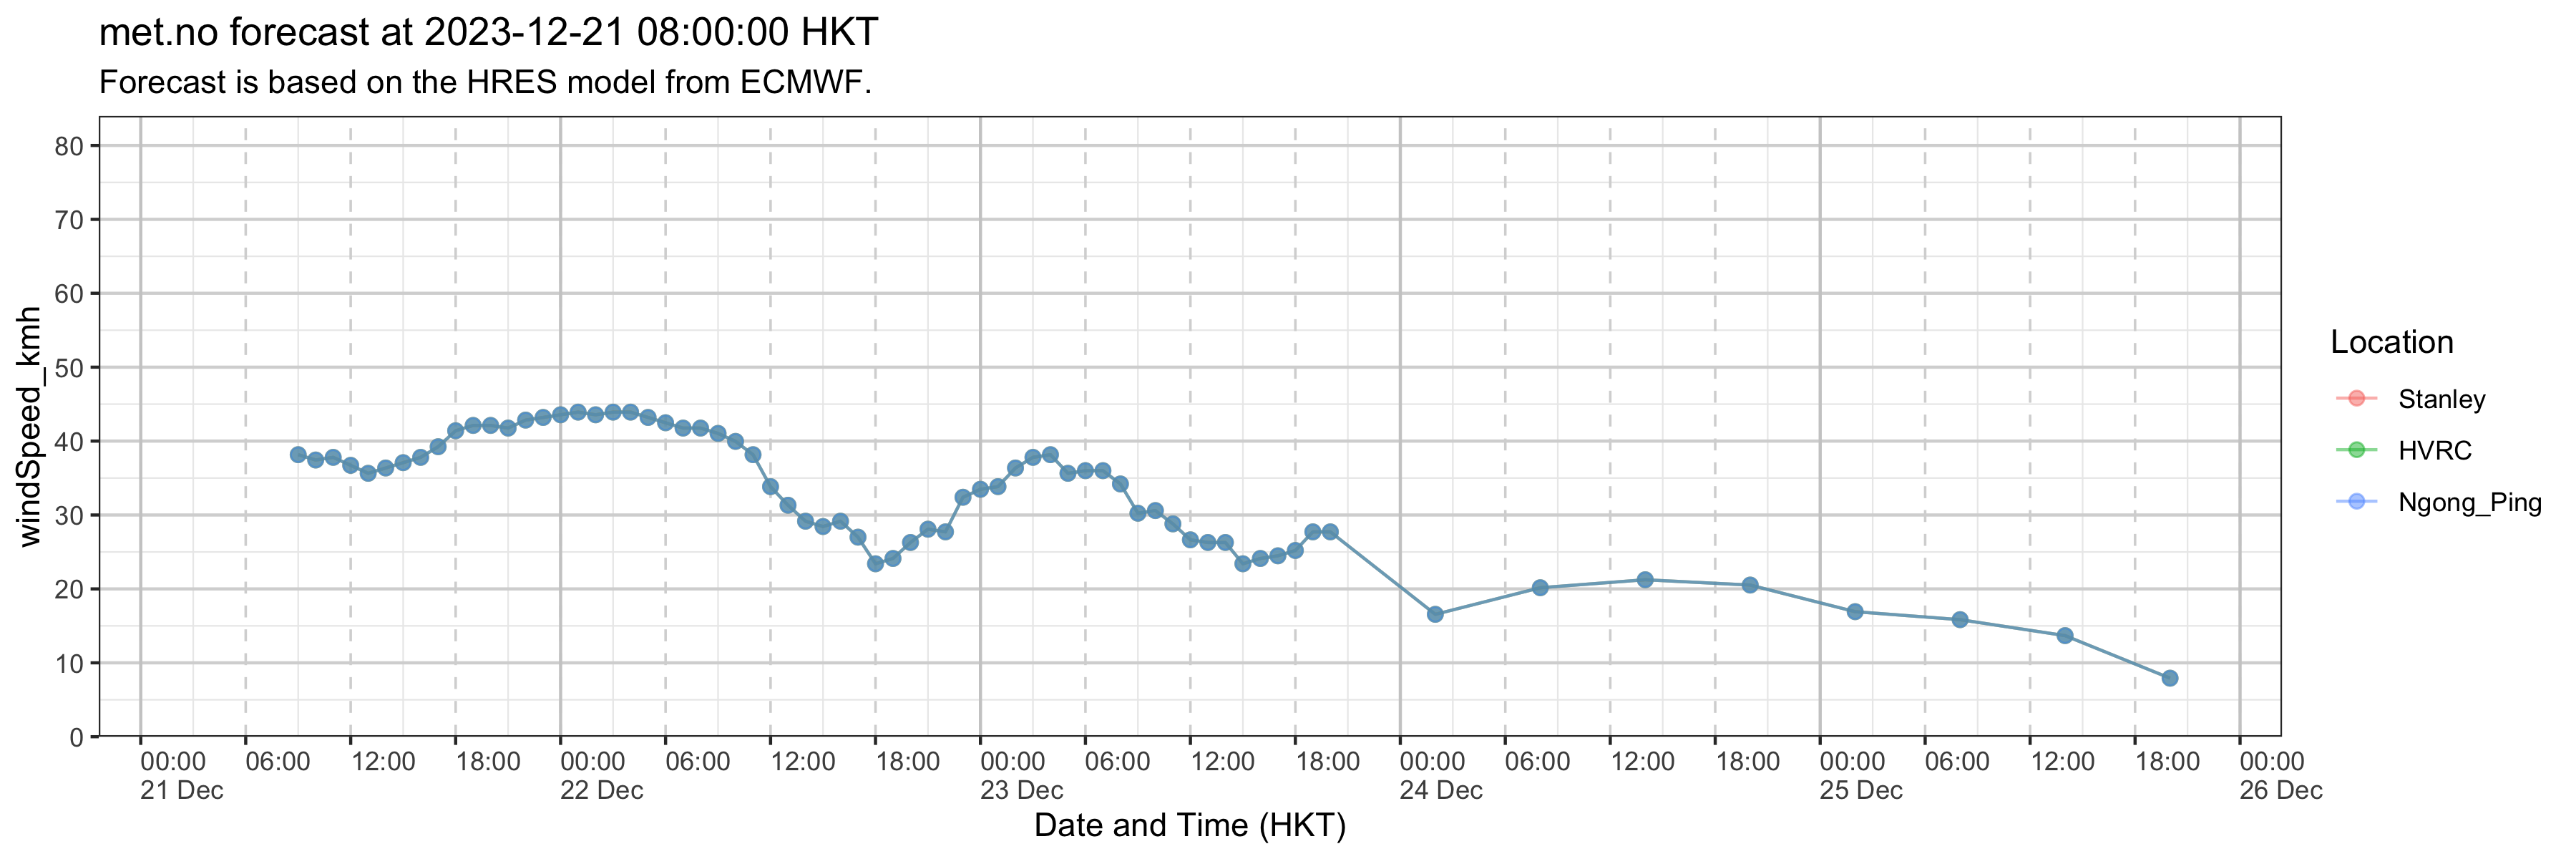 met.no forecast at 2023-12-21 08:00:00 HKT
Forecast is based on the HRES model from ECMWF.
windSpeed_kmh
80
70
60
50
40
30
20
10
0
00:00 06:00 12:00 18:00 00:00 06:00 12:00 18:00 00:00 06:00 12:00 18:00 00:00 06:00 12:00 18:00 00:00 06:00 12:00 18:00 00:00
21 Dec 22 Dec 23 Dec 24 Dec 25 Dec 26 Dec
Date and Time (HKT)
Location
Stanley
HVRC
Ngong_Ping